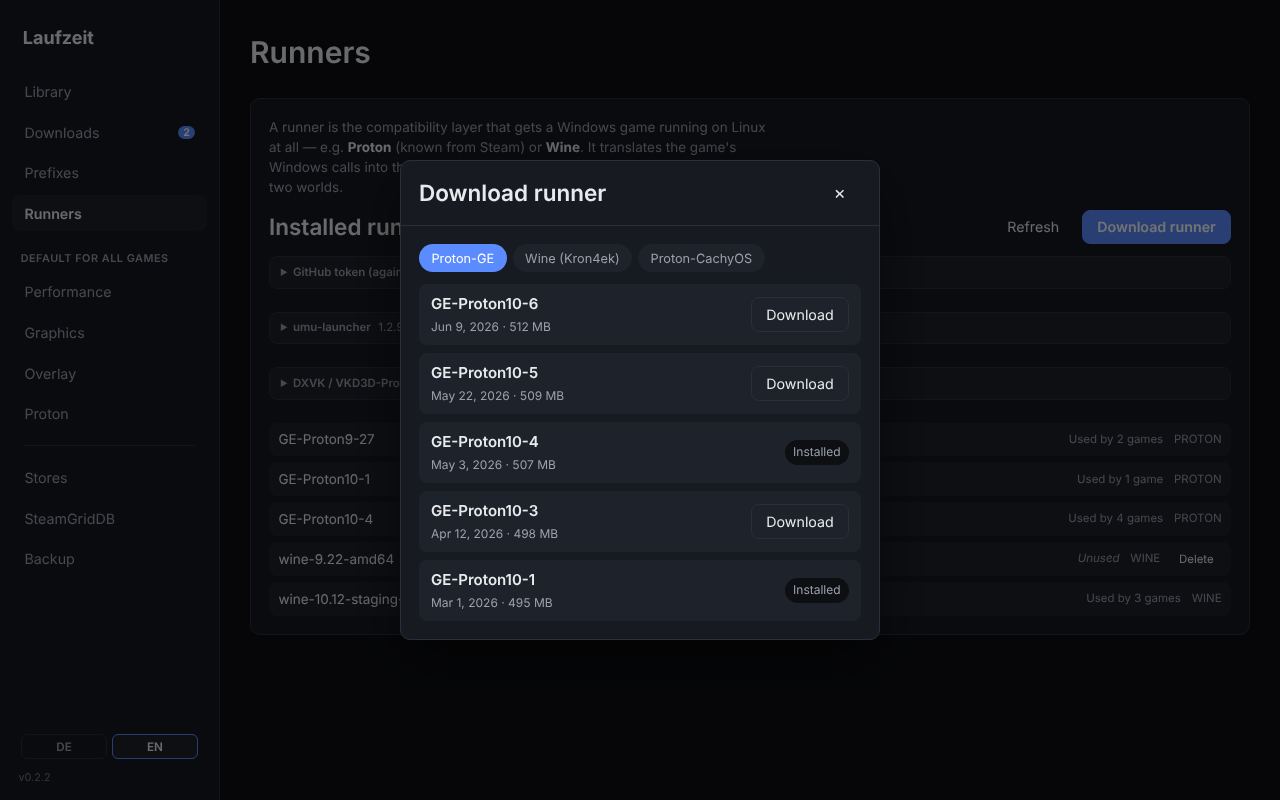 Laufzeit
Library
Downloads 2
Prefixes
Runners
DEFAULT FOR ALL GAMES
Performance
Graphics
Overlay
Proton
Stores
SteamGridDB
Backup
DE EN
v0.2.2
Runners
A runner is the compatibility layer that gets a Windows game running on Linux
at all — e.g. Proton (known from Steam) or Wine. It translates the game's
Windows calls into
two worlds.
Installed
Refresh Download runner
GitHub token
umu-launcher
DXVK
GE-Proton9-27 Used by 2 games PROTON
GE-Proton10-1 Used by 1 game PROTON
GE-Proton10-4 Used by 4 games PROTON
wine-9.22-amd64 Unused WINE Delete
wine-10.12-staging- Used by 3 games WINE
Download runner ×
Proton-GE Wine (Kron4ek) Proton-CachyOS
GE-Proton10-6
Jun 9, 2026 · 512 MB
Download
GE-Proton10-5
May 22, 2026 · 509 MB
Download
GE-Proton10-4
May 3, 2026 · 507 MB
Installed
GE-Proton10-3
Apr 12, 2026 · 498 MB
Download
GE-Proton10-1
Mar 1, 2026 · 495 MB
Installed